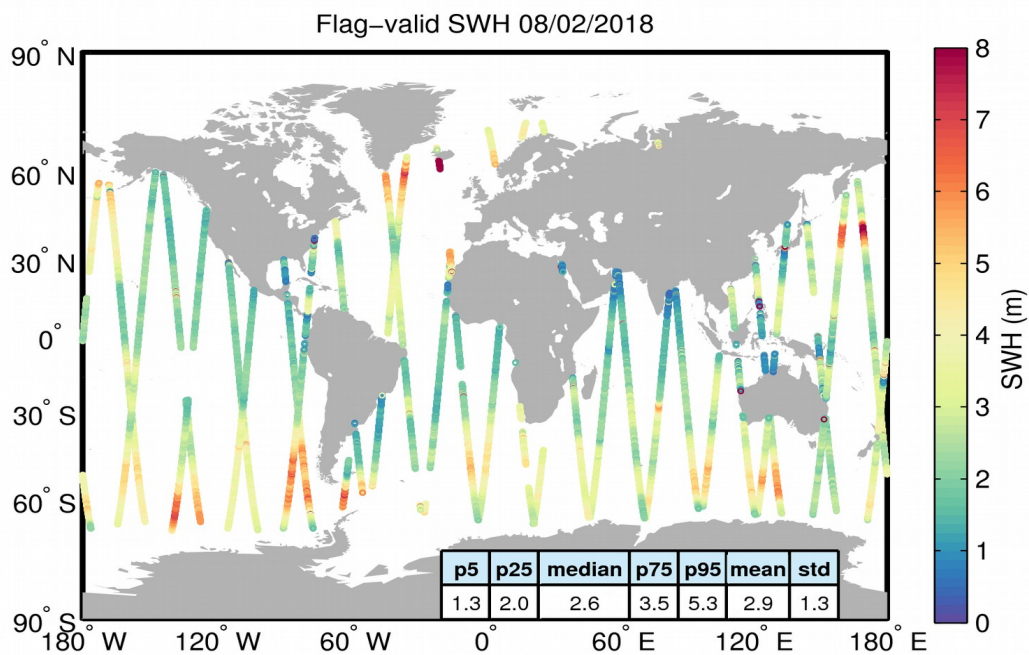 Flag−valid SWH 08/02/2018
90° N
60° N
30° N
0°
30° S
60° S
90° S
180° W
120° W
60° W
0°
60° E
120° E
180° E
8
7
6
5
4
3
2
1
0
SWH (m)
p5 p25 median p75 p95 mean std
1.3 2.0 2.6 3.5 5.3 2.9 1.3